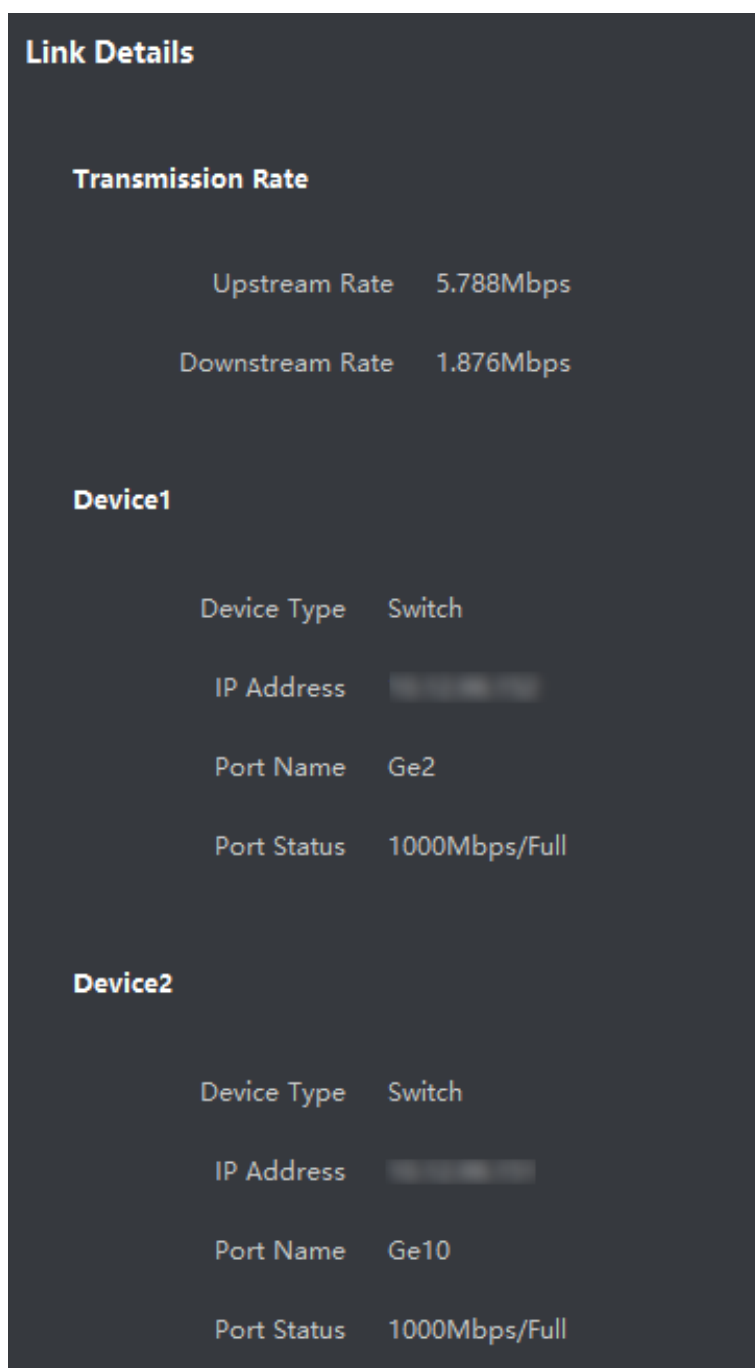 Link Details
Transmission Rate
Upstream Rate 5.788Mbps
Downstream Rate 1.876Mbps
Device1
Device Type Switch
IP Address
Port Name Ge2
Port Status 1000Mbps/Full
Device2
Device Type Switch
IP Address
Port Name Ge10
Port Status 1000Mbps/Full